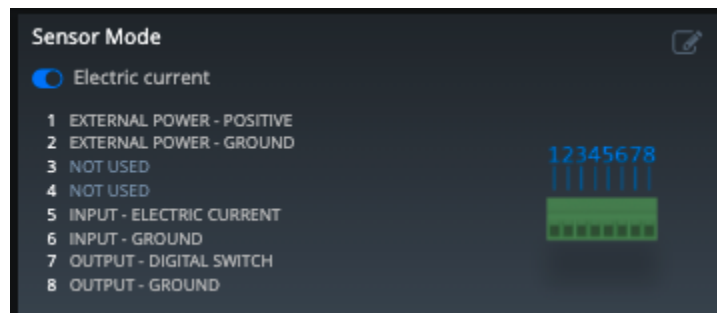 Sensor Mode
Electric current
1 EXTERNAL POWER - POSITIVE
2 EXTERNAL POWER - GROUND
3 NOT USED
4 NOT USED
5 INPUT - ELECTRIC CURRENT
6 INPUT - GROUND
7 OUTPUT - DIGITAL SWITCH
8 OUTPUT - GROUND
12345678